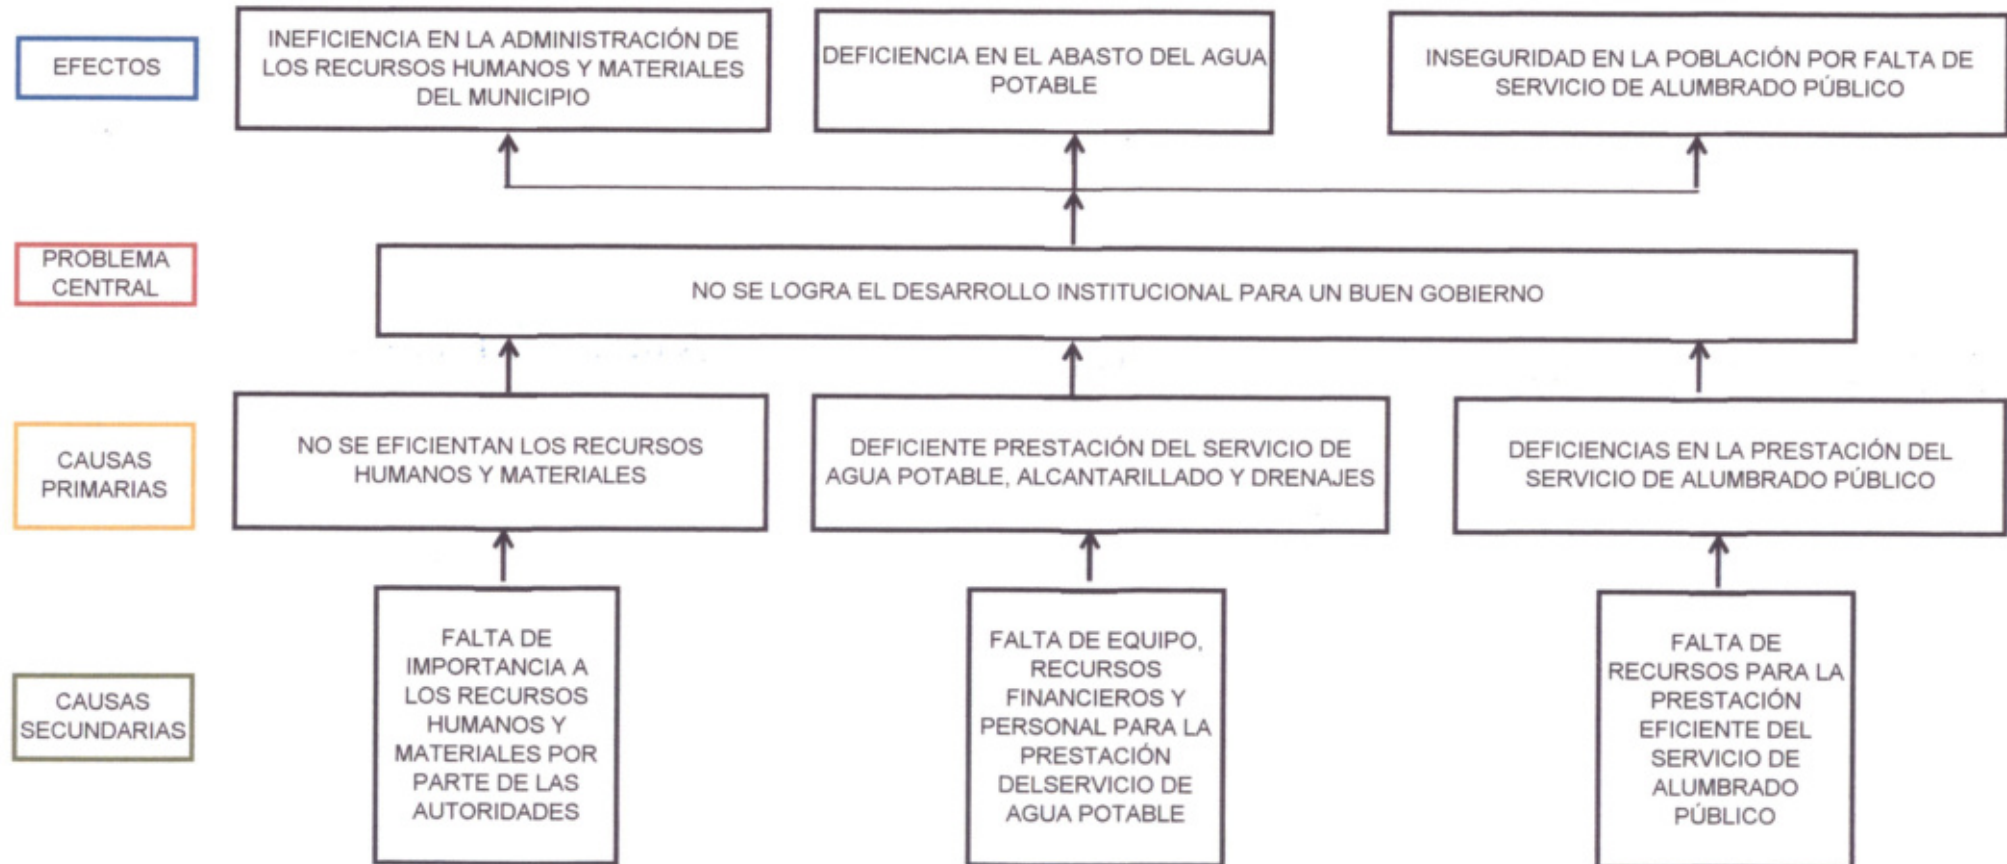 EFECTOS
INEFICIENCIA EN LA ADMINISTRACIÓN DE
LOS RECURSOS HUMANOS Y MATERIALES
DEL MUNICIPIO
DEFICIENCIA EN EL ABASTO DEL AGUA
POTABLE
INSEGURIDAD EN LA POBLACIÓN POR FALTA DE
SERVICIO DE ALUMBRADO PÚBLICO
PROBLEMA
CENTRAL
NO SE LOGRA EL DESARROLLO INSTITUCIONAL PARA UN BUEN GOBIERNO
CAUSAS
PRIMARIAS
NO SE EFICIENTAN LOS RECURSOS
HUMANOS Y MATERIALES
DEFICIENTE PRESTACIÓN DEL SERVICIO DE
AGUA POTABLE, ALCANTARILLADO Y DRENAJES
DEFICIENCIAS EN LA PRESTACIÓN DEL
SERVICIO DE ALUMBRADO PÚBLICO
CAUSAS
SECUNDARIAS
FALTA DE
IMPORTANCIA A
LOS RECURSOS
HUMANOS Y
MATERIALES POR
PARTE DE LAS
AUTORIDADES
FALTA DE EQUIPO,
RECURSOS
FINANCIEROS Y
PERSONAL PARA LA
PRESTACIÓN
DELSERVICIO DE
AGUA POTABLE
FALTA DE
RECURSOS PARA LA
PRESTACIÓN
EFICIENTE DEL
SERVICIO DE
ALUMBRADO
PÚBLICO